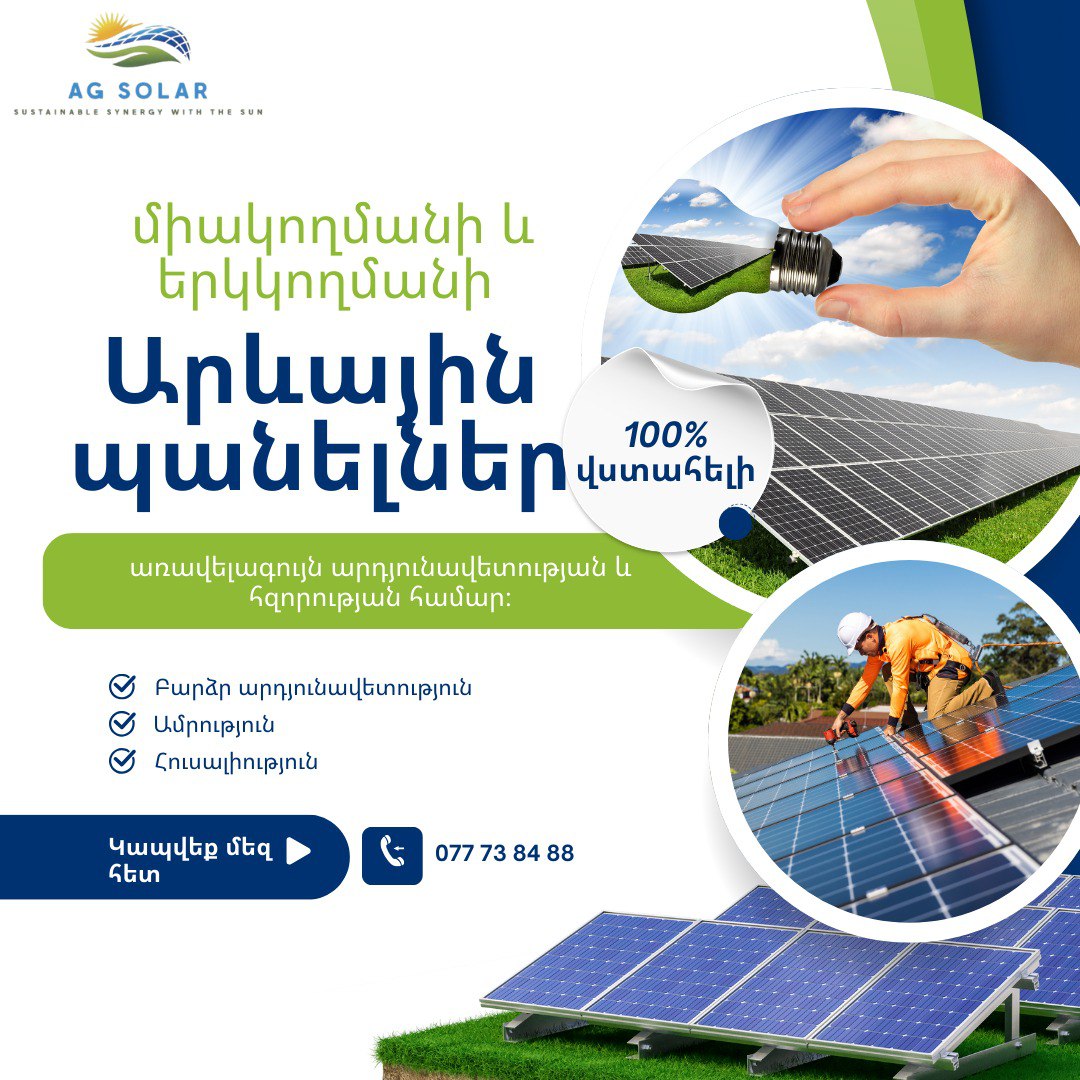 AG SOLAR
SUSTAINABLE SYNERGY WITH THE SUN
միակողմանի և
երկկողմանի
Արևային
պանելներ
100%
վստահելի
առավելագույն արդյունավետության և
հզորության համար:
Բարձր արդյունավետություն
Ամրություն
Հուսալիություն
Կապվեք մեզ
հետ
077 73 84 88